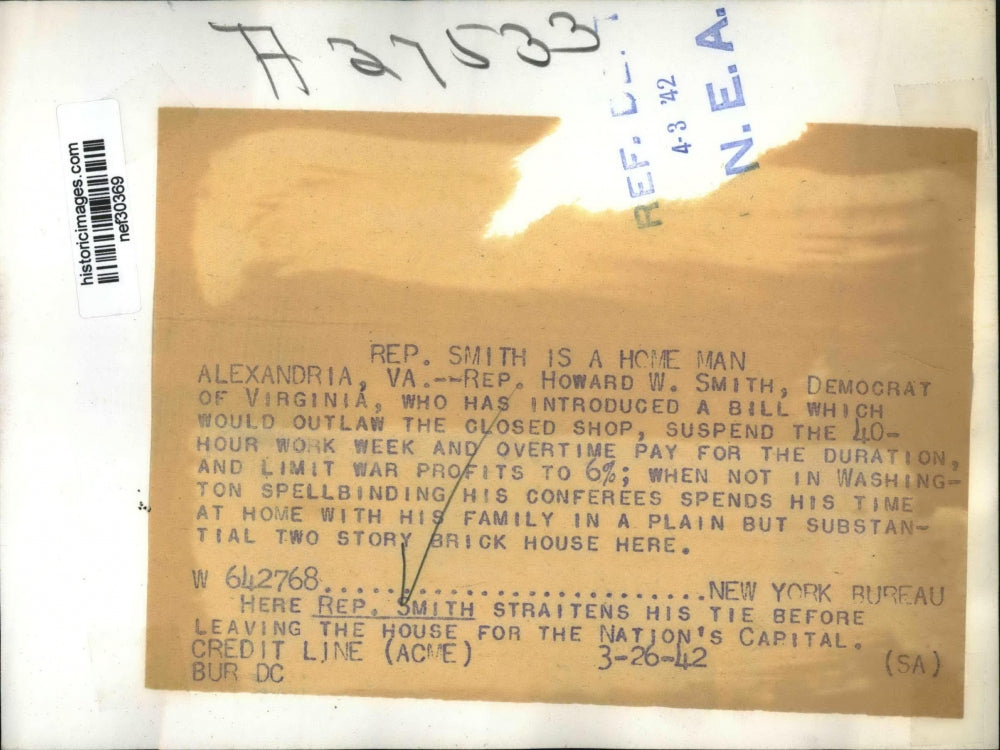 A 37533
REF. DE
4-3 '42
N. E. A.
historicimages.com
nef30369
REP. SMITH IS A HOME MAN
ALEXANDRIA, VA.--REP. HOWARD W. SMITH, DEMOCRAT
OF VIRGINIA, WHO HAS INTRODUCED A BILL WHICH
WOULD OUTLAW THE CLOSED SHOP, SUSPEND THE 40-
HOUR WORK WEEK AND OVERTIME PAY FOR THE DURATION,
AND LIMIT WAR PROFITS TO 6%; WHEN NOT IN WASHING-
TON SPELLBINDING HIS CONFEREES SPENDS HIS TIME
AT HOME WITH HIS FAMILY IN A PLAIN BUT SUBSTAN-
TIAL TWO STORY BRICK HOUSE HERE.
W 642768..............................NEW YORK BUREAU
HERE REP. SMITH STRAITENS HIS TIE BEFORE
LEAVING THE HOUSE FOR THE NATION'S CAPITAL.
CREDIT LINE (ACME) 3-26-42 (SA)
BUR DC